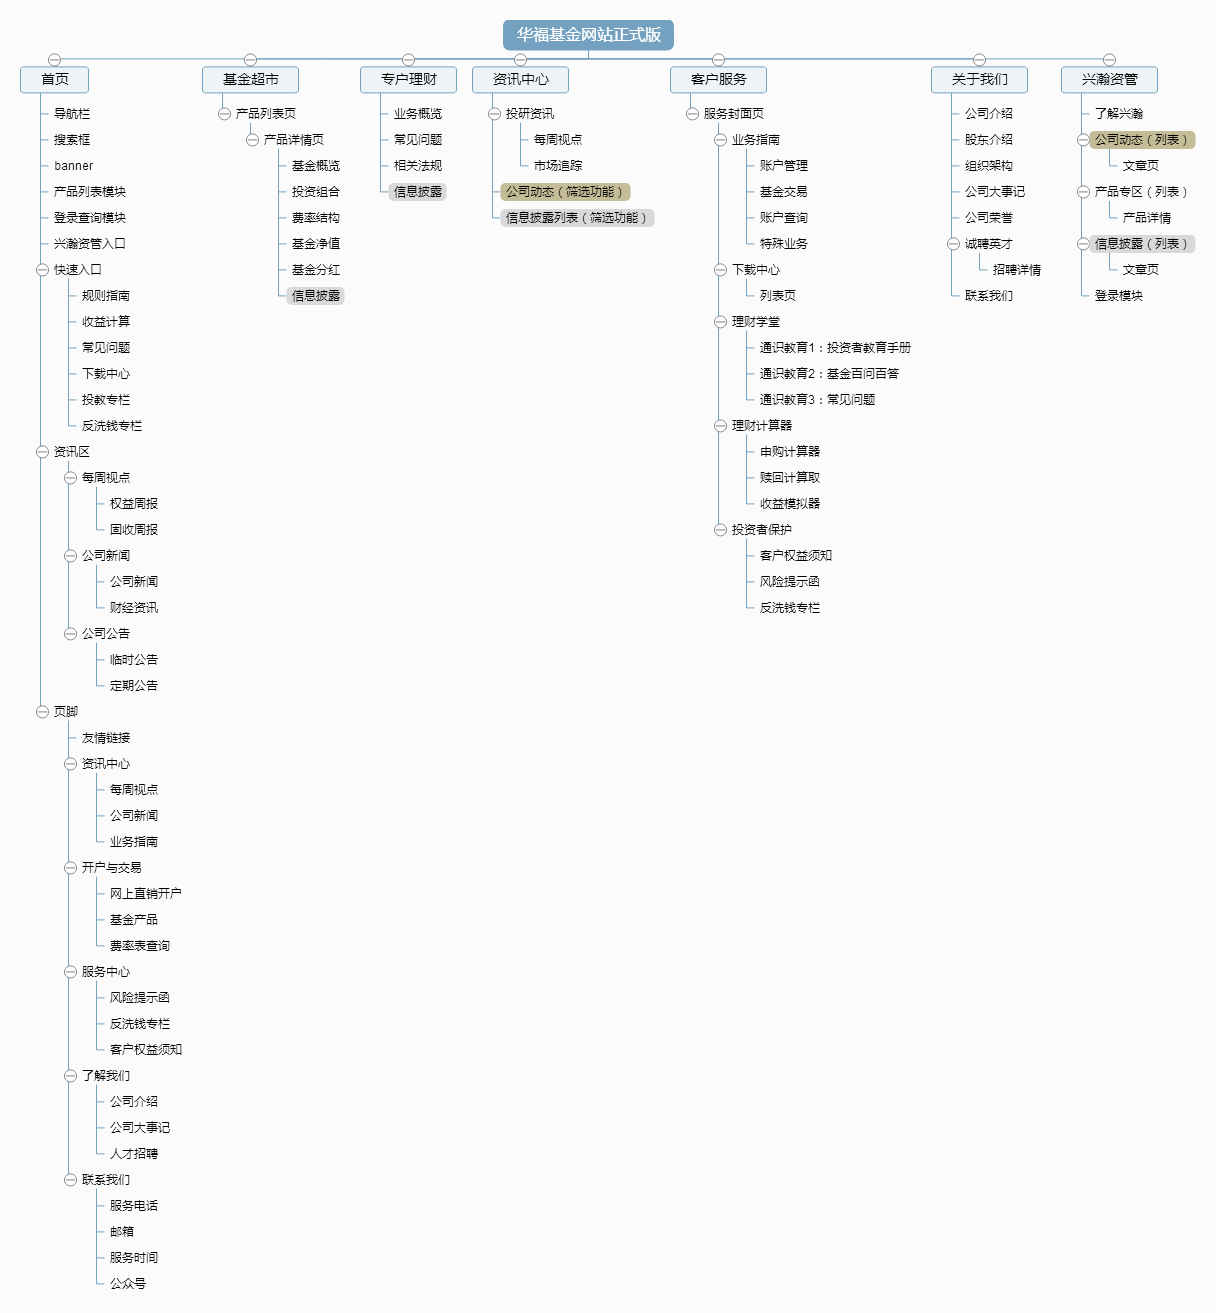 华福基金网站正式版
首页
导航栏
搜索框
banner
产品列表模块
登录查询模块
兴瀚资管入口
快速入口
规则指南
收益计算
常见问题
下载中心
投教专栏
反洗钱专栏
资讯区
每周视点
权益周报
固收周报
公司新闻
公司新闻
财经资讯
公司公告
临时公告
定期公告
页脚
友情链接
资讯中心
每周视点
公司新闻
业务指南
开户与交易
网上直销开户
基金产品
费率表查询
服务中心
风险提示函
反洗钱专栏
客户权益须知
了解我们
公司介绍
公司大事记
人才招聘
联系我们
服务电话
邮箱
服务时间
公众号
基金超市
产品列表页
产品详情页
基金概览
投资组合
费率结构
基金净值
基金分红
信息披露
专户理财
业务概览
常见问题
相关法规
信息披露
资讯中心
投研资讯
每周视点
市场追踪
公司动态（筛选功能）
信息披露列表（筛选功能）
客户服务
服务封面页
业务指南
账户管理
基金交易
账户查询
特殊业务
下载中心
列表页
理财学堂
通识教育1：投资者教育手册
通识教育2：基金百问百答
通识教育3：常见问题
理财计算器
申购计算器
赎回计算取
收益模拟器
投资者保护
客户权益须知
风险提示函
反洗钱专栏
关于我们
公司介绍
股东介绍
组织架构
公司大事记
公司荣誉
诚聘英才
招聘详情
联系我们
兴瀚资管
了解兴瀚
公司动态（列表）
文章页
产品专区（列表）
产品详情
信息披露（列表）
文章页
登录模块